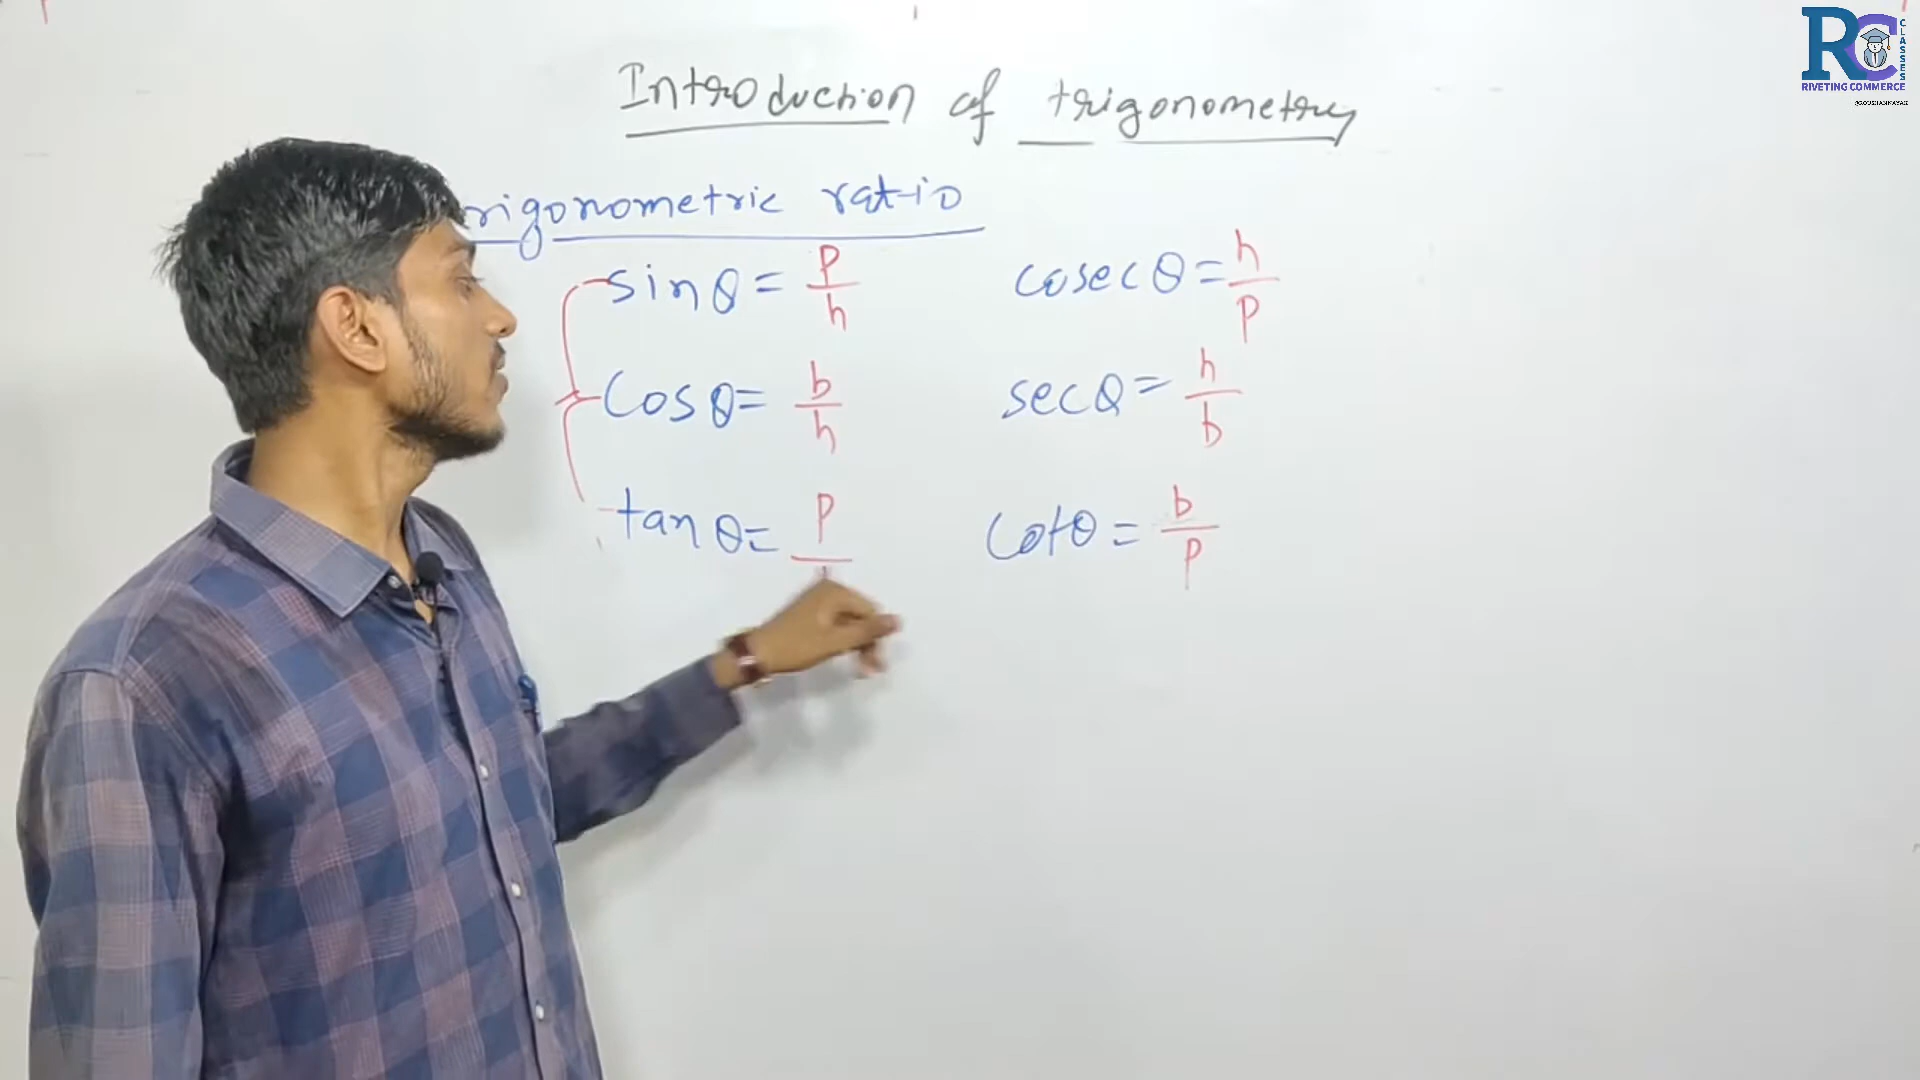 Introduction of trigonometry
rigonometric ratio
sinθ = p/h cosecθ = h/p
cosθ = b/h secθ = h/b
tanθ = p/ cotθ = b/p
RC CLASSES
RIVETING COMMERCE